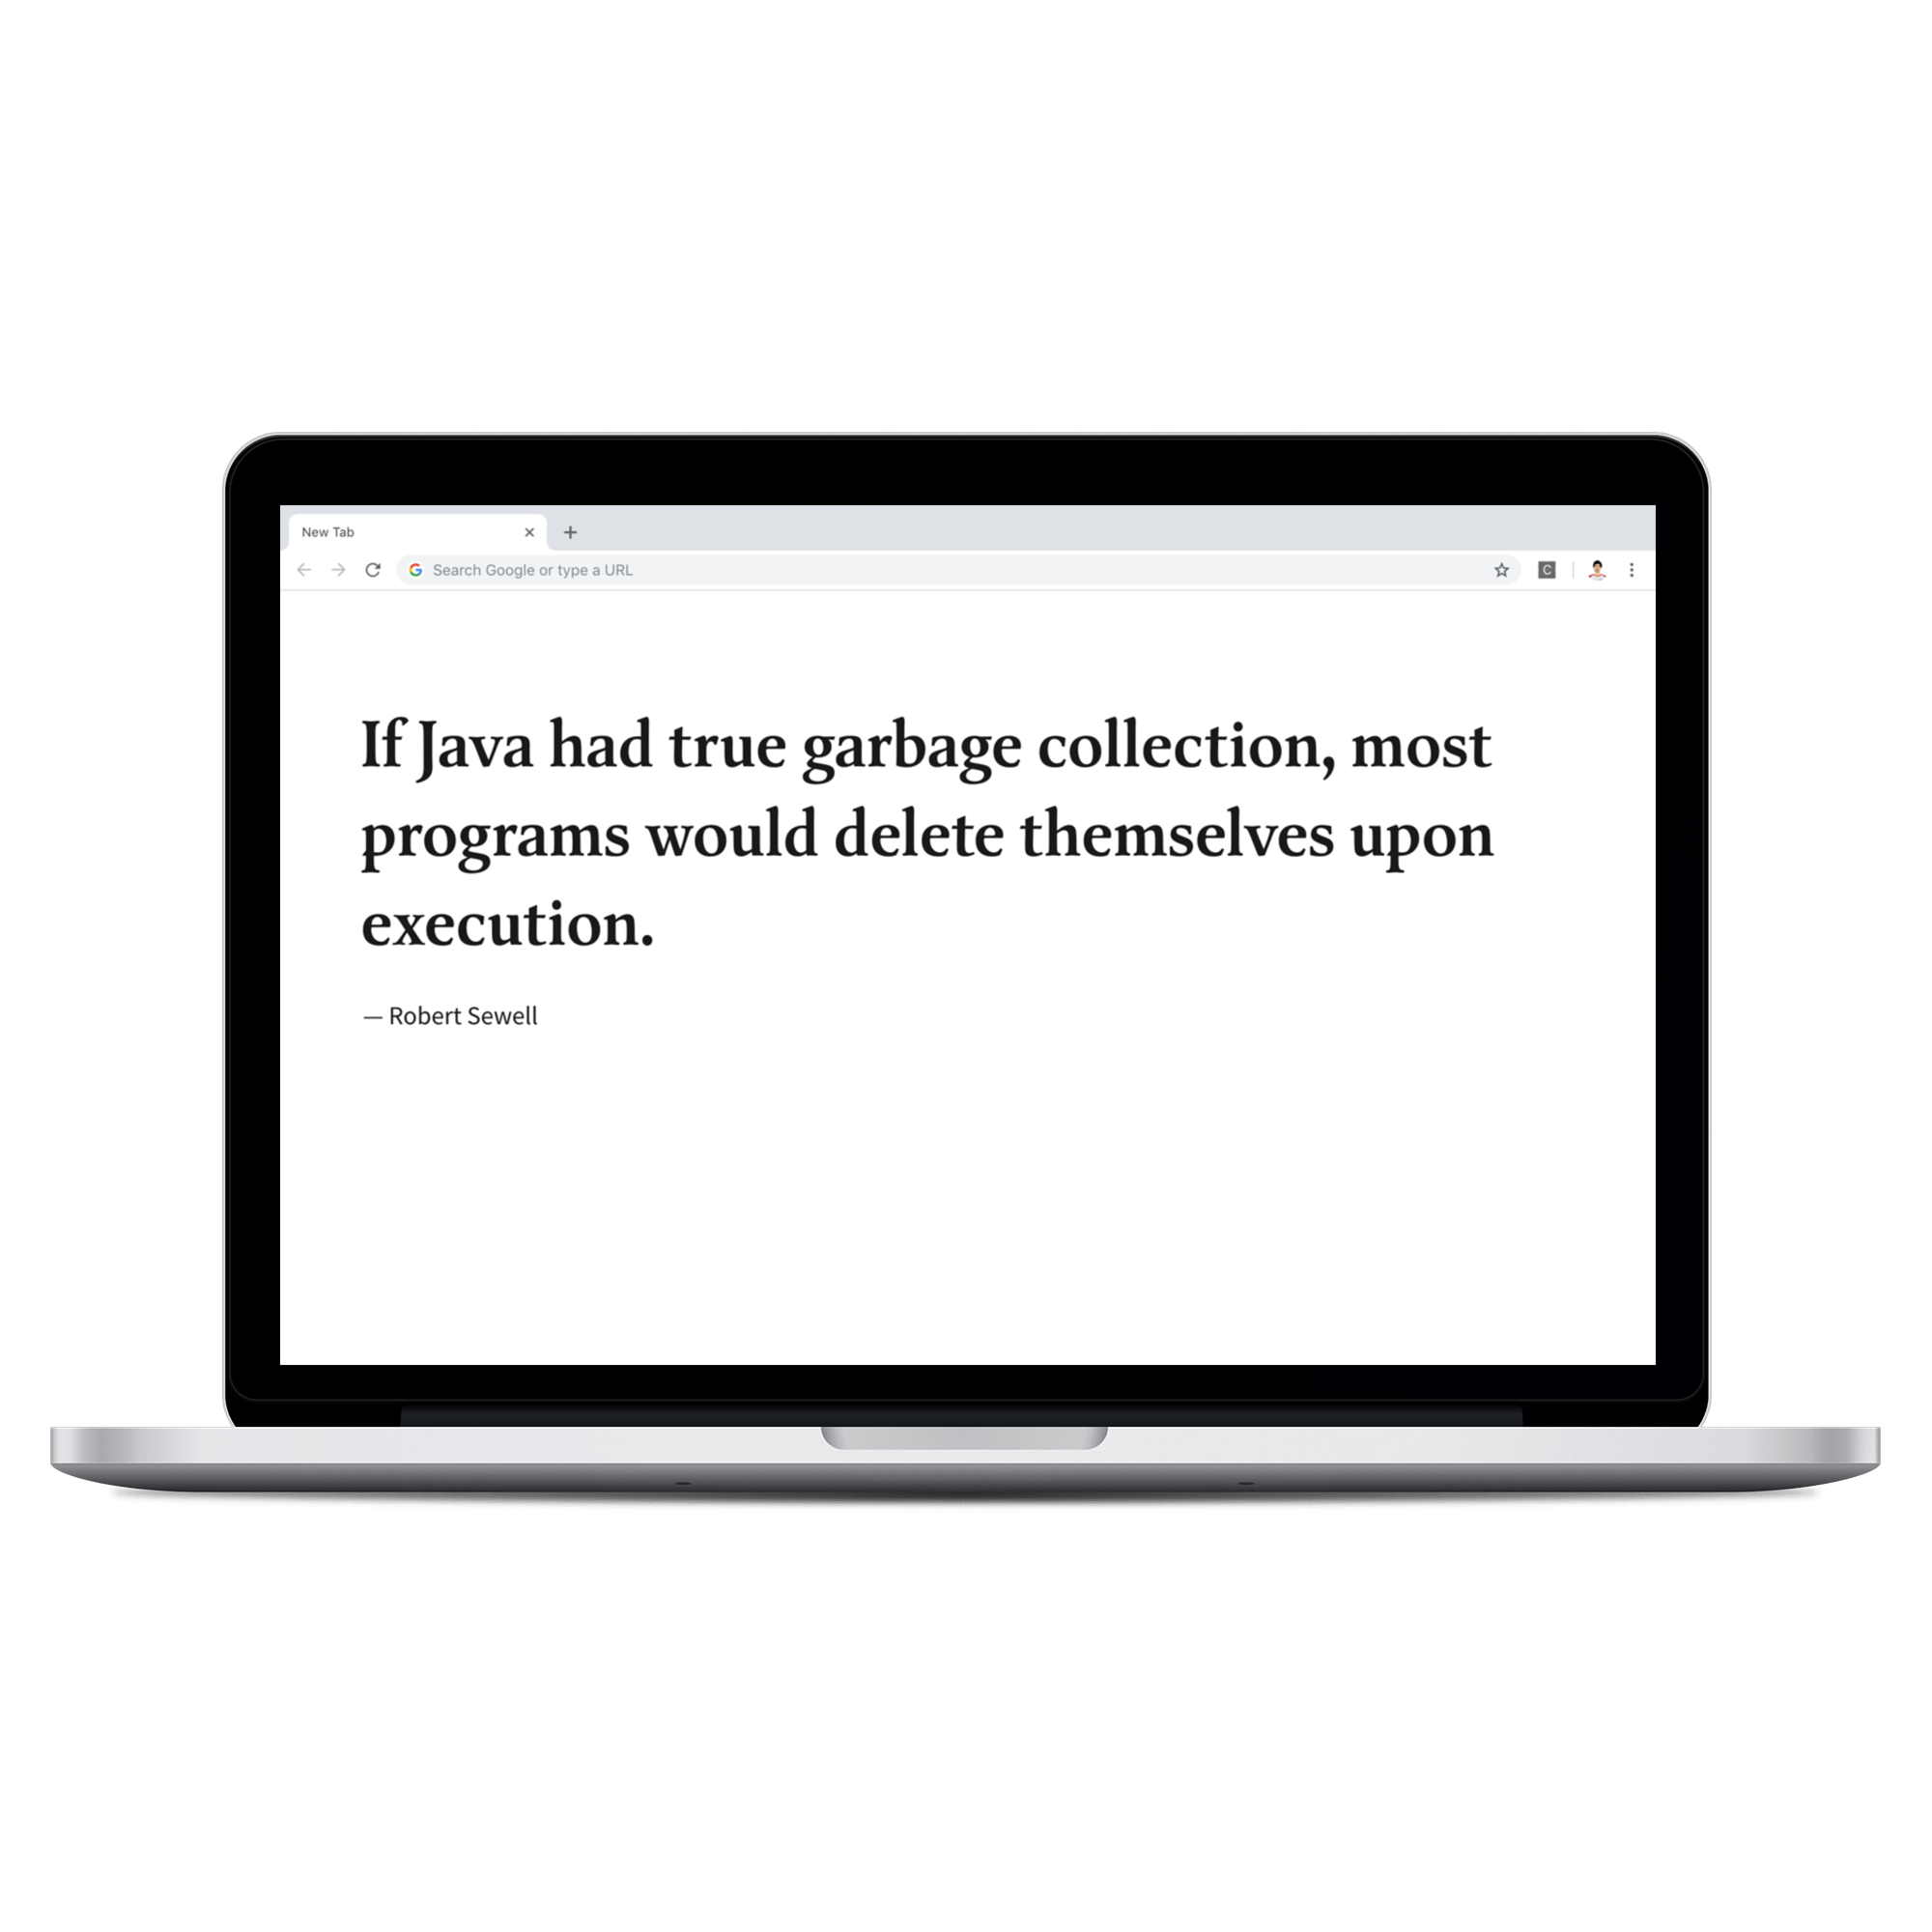 New Tab
Search Google or type a URL
C
If Java had true garbage collection, most
programs would delete themselves upon
execution.
— Robert Sewell